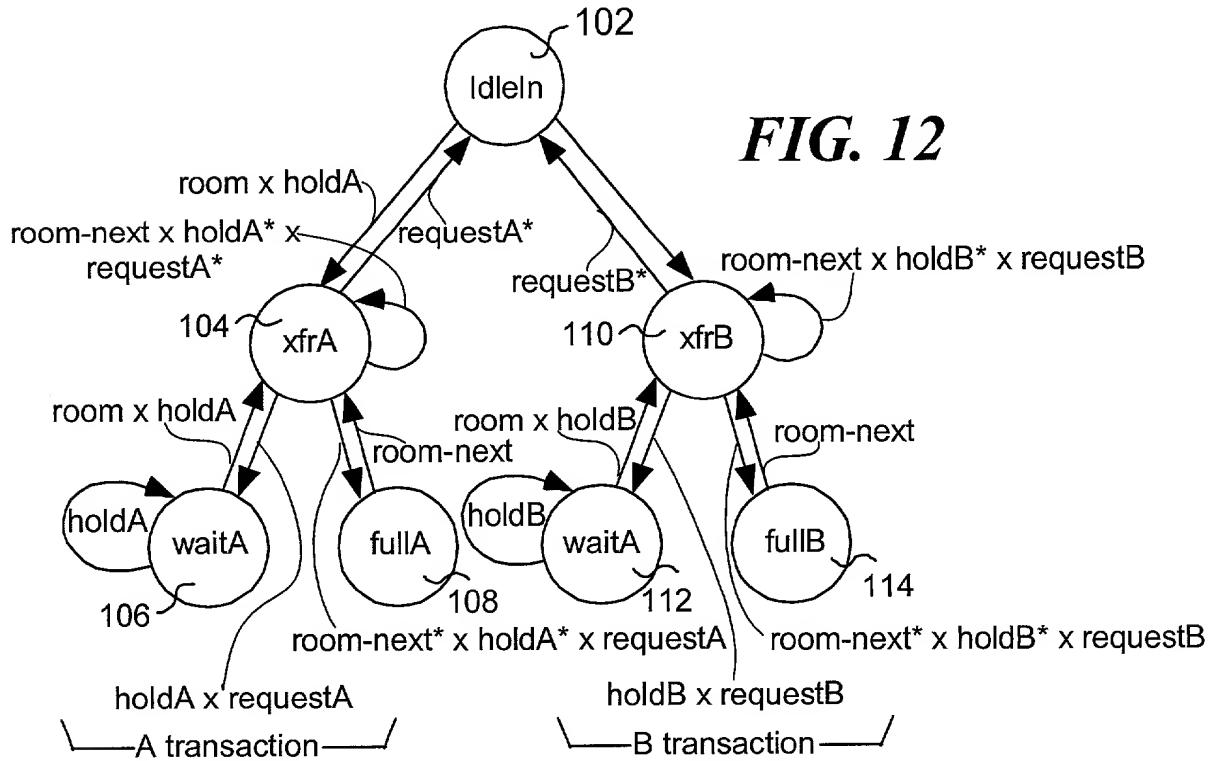 102
IdleIn
FIG. 12
room x holdA
room-next x holdA* x
requestA*
requestA*
requestB*
room-next x holdB* x requestB
104
xfrA
110
xfrB
room x holdA
room-next
room x holdB
room-next
holdA
waitA
fullA
holdB
waitA
fullB
106
108
112
114
room-next* x holdA* x requestA
room-next* x holdB* x requestB
holdA x requestA
holdB x requestB
A transaction
B transaction